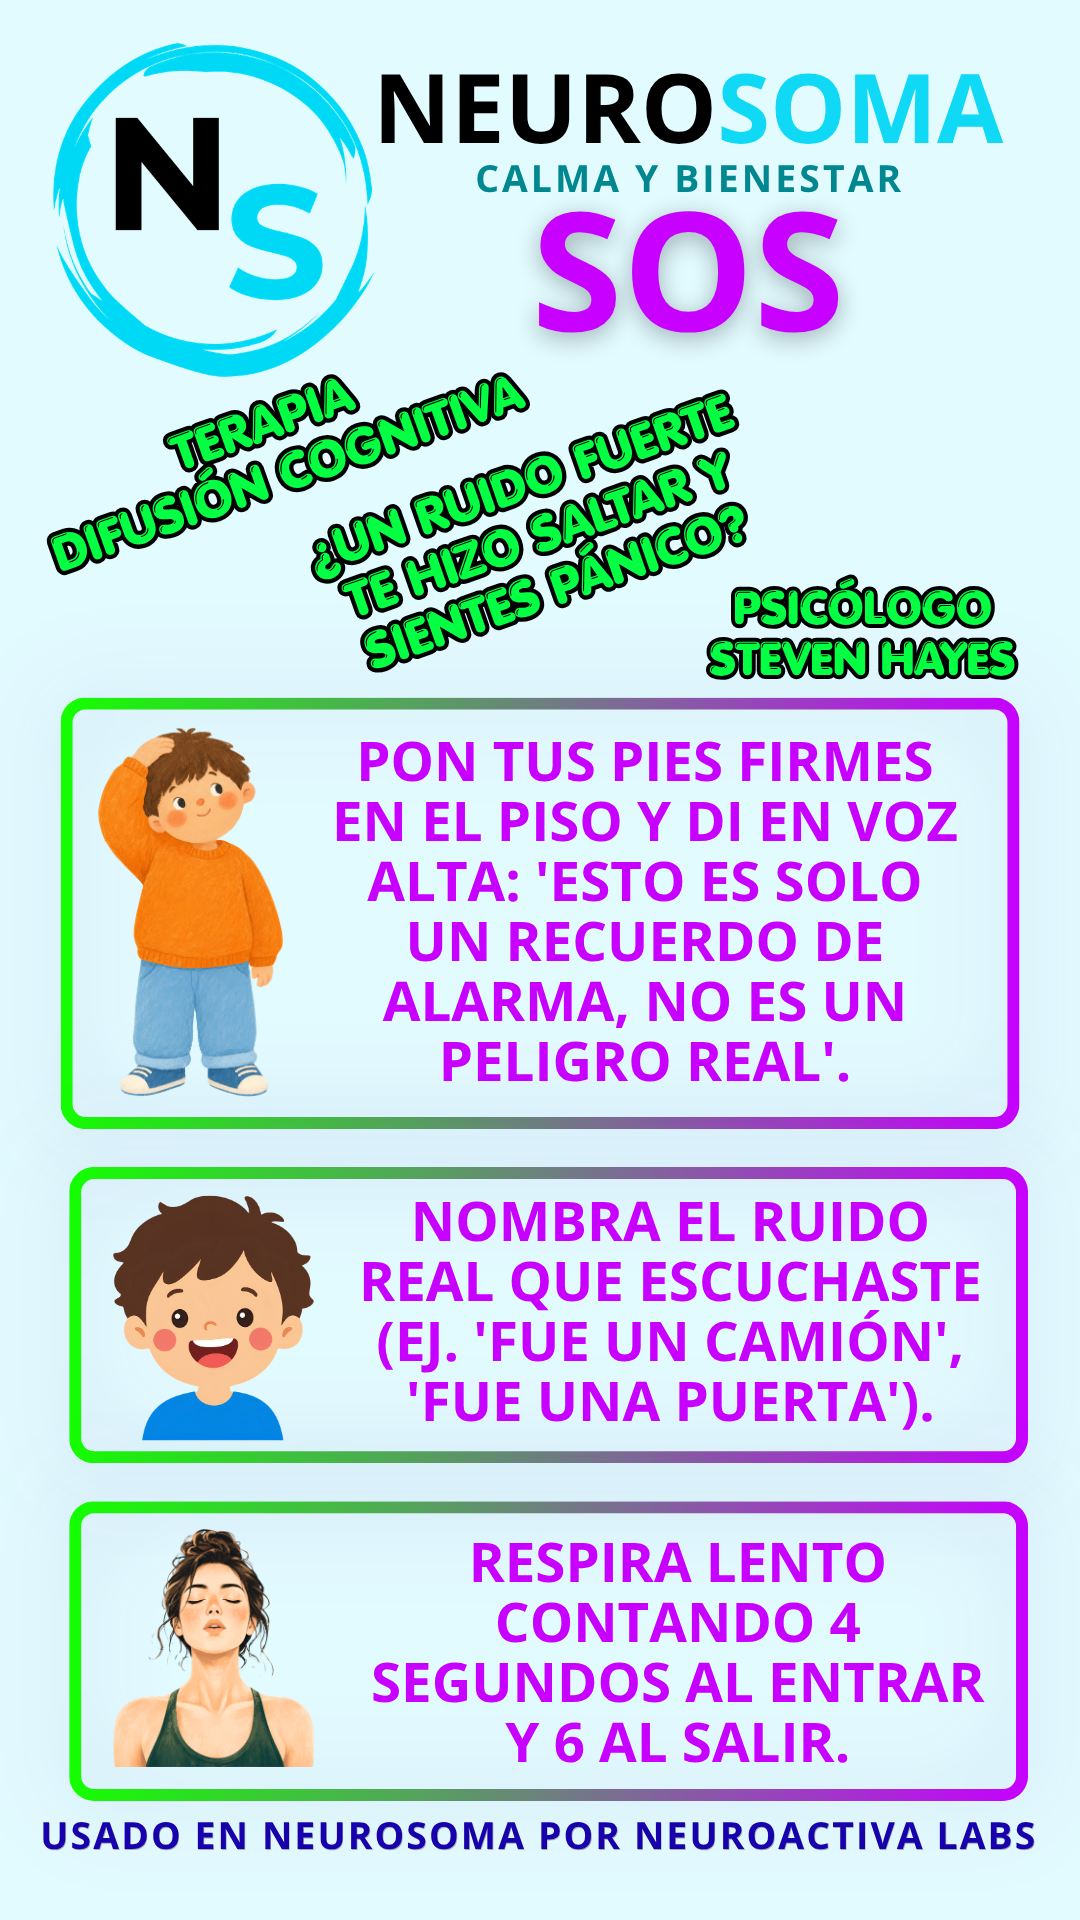 NS
NEUROSOMA
CALMA Y BIENESTAR
SOS
TERAPIA
DIFUSIÓN COGNITIVA
¿UN RUIDO FUERTE
TE HIZO SALTAR Y
SIENTES PÁNICO?
PSICÓLOGO
STEVEN HAYES
PON TUS PIES FIRMES
EN EL PISO Y DI EN VOZ
ALTA: 'ESTO ES SOLO
UN RECUERDO DE
ALARMA, NO ES UN
PELIGRO REAL'.
NOMBRA EL RUIDO
REAL QUE ESCUCHASTE
(EJ. 'FUE UN CAMIÓN',
'FUE UNA PUERTA').
RESPIRA LENTO
CONTANDO 4
SEGUNDOS AL ENTRAR
Y 6 AL SALIR.
USADO EN NEUROSOMA POR NEUROACTIVA LABS